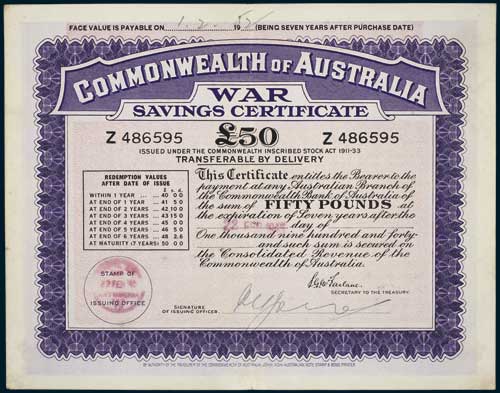 FACE VALUE IS PAYABLE ON 1. 2. 52 (BEING SEVEN YEARS AFTER PURCHASE DATE)
COMMONWEALTH OF AUSTRALIA
WAR
SAVINGS CERTIFICATE
Z 486595 £50 Z 486595
ISSUED UNDER THE COMMONWEALTH INSCRIBED STOCK ACT 1911-33
TRANSFERABLE BY DELIVERY
REDEMPTION VALUES
AFTER DATE OF ISSUE
£ s. d.
WITHIN 1 YEAR ... 40 0 0
AT END OF 1 YEAR 41 5 0
AT END OF 2 YEARS 42 10 0
AT END OF 3 YEARS 43 15 0
AT END OF 4 YEARS 45 0 0
AT END OF 5 YEARS 46 5 0
AT END OF 6 YEARS 48 2 6
AT MATURITY (7 YEARS) 50 0 0
This Certificate entitles the Bearer to the
payment at any Australian Branch of
the Commonwealth Bank of Australia of
the sum of FIFTY POUNDS at
the expiration of Seven years after the
day of
One thousand nine hundred and forty-
and such sum is secured on
the Consolidated Revenue of the
Commonwealth of Australia.
STAMP OF
ISSUING OFFICE
SIGNATURE
OF ISSUING OFFICER.
SECRETARY TO THE TREASURY.